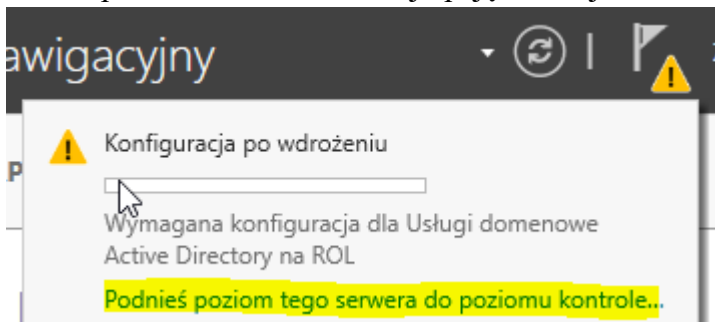 awigacyjny
Konfiguracja po wdrożeniu
P
Wymagana konfiguracja dla Usługi domenowe
Active Directory na ROL
Podnieś poziom tego serwera do poziomu kontrole...